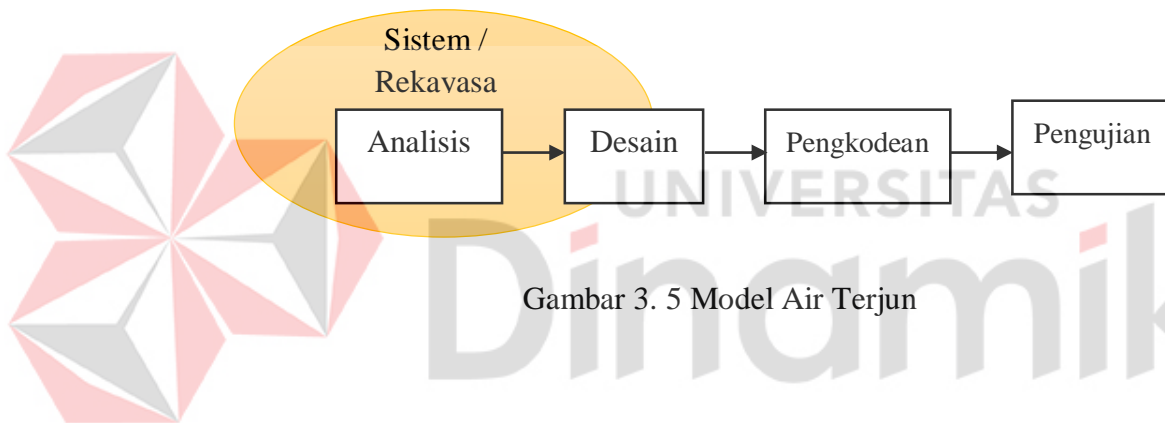 Sistem /
Rekavasa
Analisis
Desain
Pengkodean
Pengujian
UNIVERSITAS
Dinamik
Gambar 3. 5 Model Air Terjun